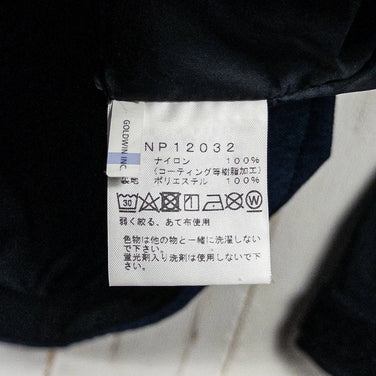 GOLDWIN INC.
NP12032
ナイロン 100%
(コーティング等樹脂加工)
ポリエステル 100%
30
弱く絞る、あて布使用
色物は他の物と一緒に洗濯しない
で下さい。
蛍光剤入り洗剤は使用しないで下
さい。